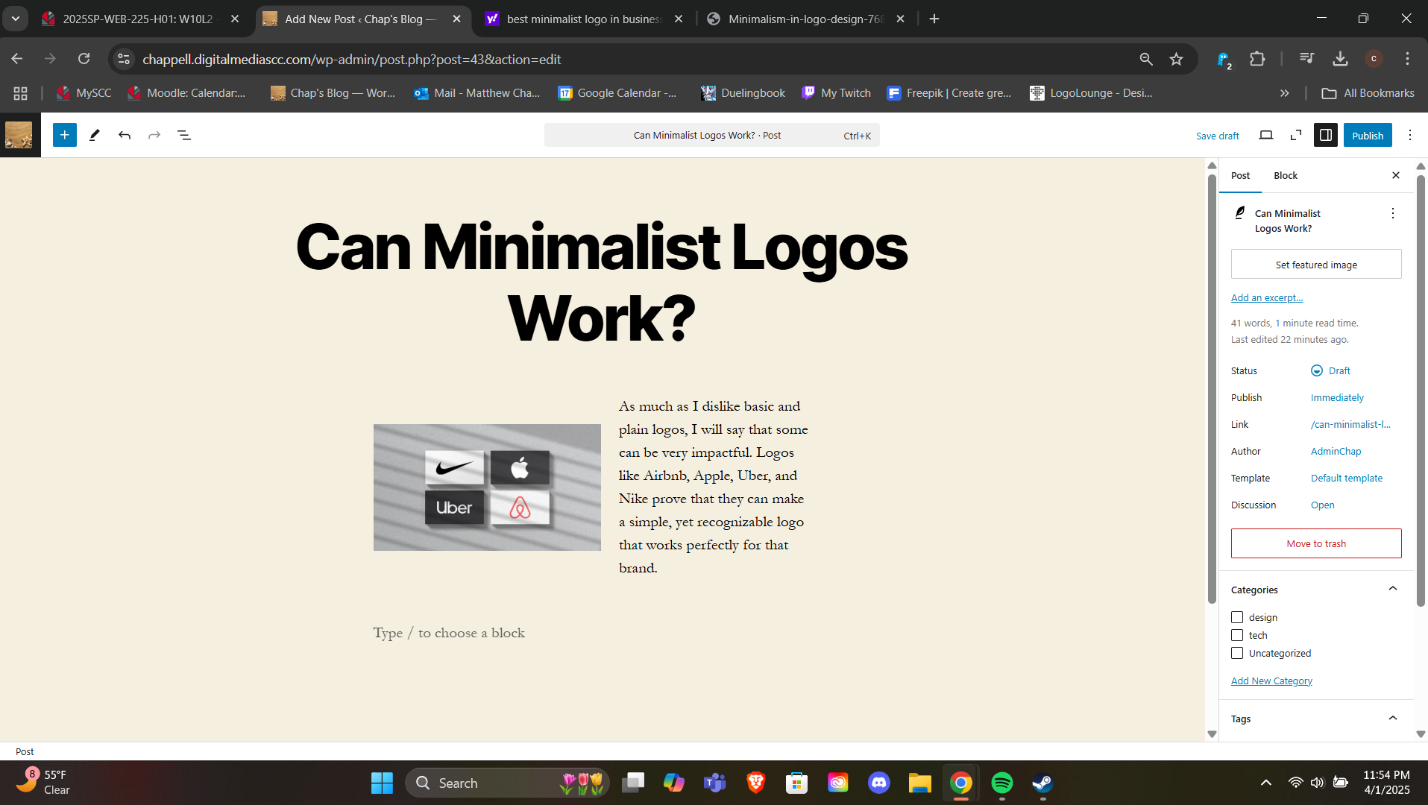 2025SP-WEB-225-H01: W10L2
Add New Post ‹ Chap's Blog —
best minimalist logo in business
Minimalism-in-logo-design-768
chappell.digitalmediascc.com/wp-admin/post.php?post=43&action=edit
2
c
MySCC
Moodle: Calendar:...
Chap's Blog — Wor...
Mail - Matthew Cha...
17
Google Calendar -...
Duelingbook
My Twitch
Freepik | Create gre...
LogoLounge - Desi...
All Bookmarks
Can Minimalist Logos Work? · Post
Ctrl+K
Save draft
Publish
Can Minimalist Logos
Work?
Uber
As much as I dislike basic and
plain logos, I will say that some
can be very impactful. Logos
like Airbnb, Apple, Uber, and
Nike prove that they can make
a simple, yet recognizable logo
that works perfectly for that
brand.
Type / to choose a block
Post
Block
Can Minimalist
Logos Work?
Set featured image
Add an excerpt...
41 words, 1 minute read time.
Last edited 22 minutes ago.
Status
Draft
Publish
Immediately
Link
/can-minimalist-l...
Author
AdminChap
Template
Default template
Discussion
Open
Move to trash
Categories
design
tech
Uncategorized
Add New Category
Tags
Post
8
55°F
Clear
Search
11:54 PM
4/1/2025